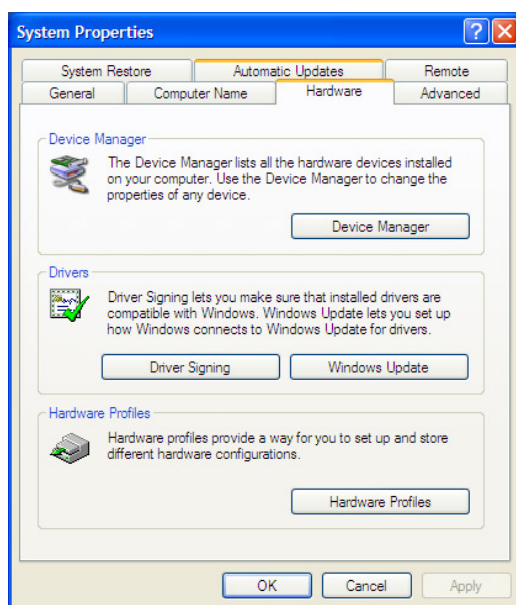 System Properties
System Restore Automatic Updates Remote
General Computer Name Hardware Advanced
Device Manager
The Device Manager lists all the hardware devices installed
on your computer. Use the Device Manager to change the
properties of any device.
Device Manager
Drivers
Driver Signing lets you make sure that installed drivers are
compatible with Windows. Windows Update lets you set up
how Windows connects to Windows Update for drivers.
Driver Signing Windows Update
Hardware Profiles
Hardware profiles provide a way for you to set up and store
different hardware configurations.
Hardware Profiles
OK Cancel Apply